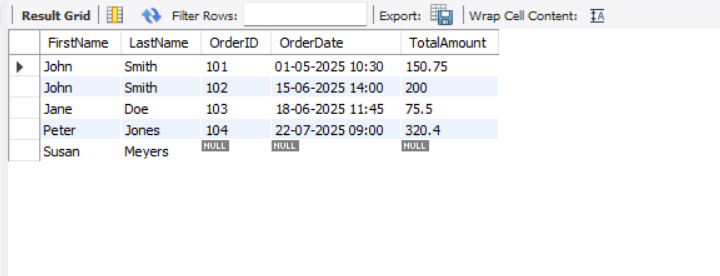 Result Grid Filter Rows: Export: Wrap Cell Content: IA
FirstName LastName OrderID OrderDate TotalAmount
John Smith 101 01-05-2025 10:30 150.75
John Smith 102 15-06-2025 14:00 200
Jane Doe 103 18-06-2025 11:45 75.5
Peter Jones 104 22-07-2025 09:00 320.4
Susan Meyers NULL NULL NULL